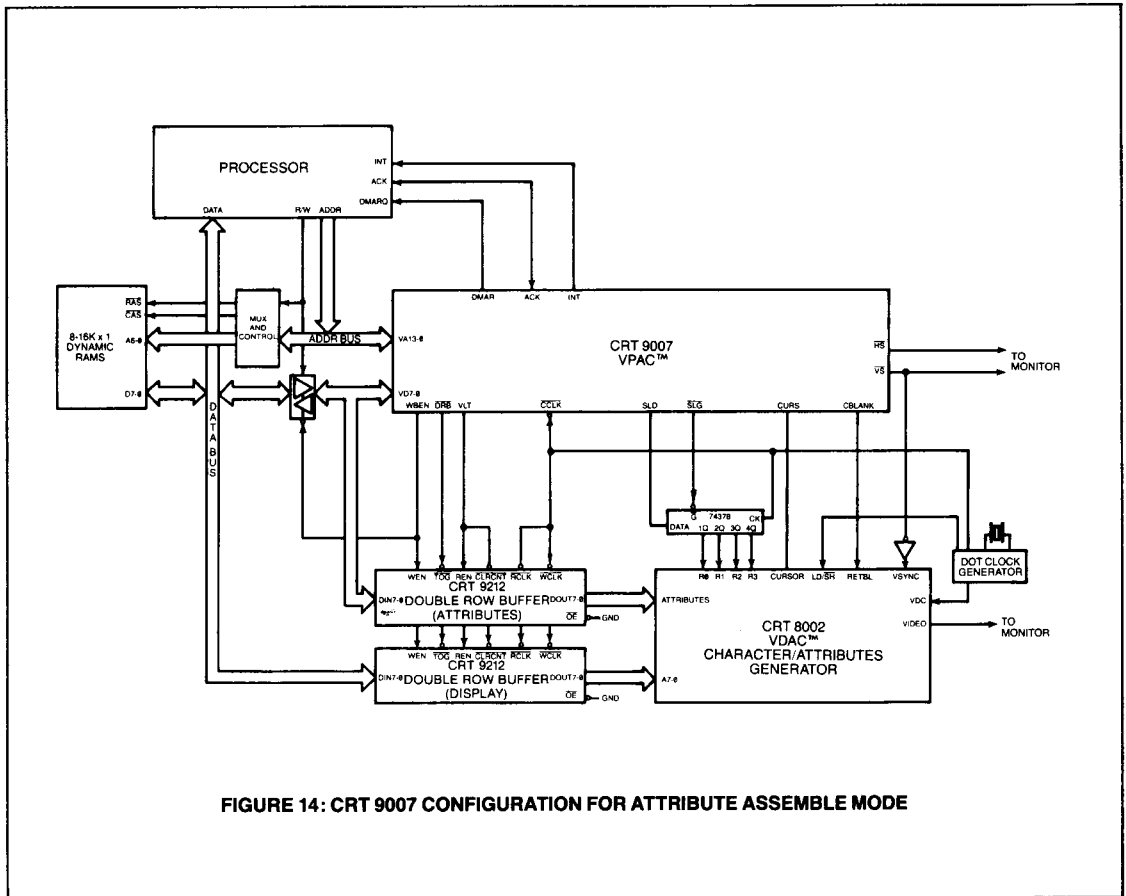 PROCESSOR
INT
ACK
DMARQ
DATA
R/W
ADDR
8-16K x 1
DYNAMIC
RAMS
RAS
CAS
A6-0
D7-0
MUX
AND
CONTROL
ADDR BUS
DATA BUS
DMAR
ACK
INT
VA13-0
CRT 9007
VPAC™
HS
VS
TO
MONITOR
VD7-0
WBEN
DRB
VLT
CCLK
SLD
SLG
CURS
CBLANK
G
74378
CK
DATA
1Q
2Q
3Q
4Q
DOT CLOCK
GENERATOR
WEN
TOG
REN
CLRCNT
RCLK
WCLK
CRT 9212
DIN7-0
DOUBLE ROW BUFFER
DOUT7-0
(ATTRIBUTES)
OE
GND
R0
R1
R2
R3
CURSOR
LD/SH
RETBL
VSYNC
ATTRIBUTES
VDC
VIDEO
TO
MONITOR
CRT 8002
VDAC™
CHARACTER/ATTRIBUTES
GENERATOR
A7-0
WEN
TOG
REN
CLRCNT
RCLK
WCLK
CRT 9212
DIN7-0
DOUBLE ROW BUFFER
DOUT7-0
(DISPLAY)
OE
GND
FIGURE 14: CRT 9007 CONFIGURATION FOR ATTRIBUTE ASSEMBLE MODE